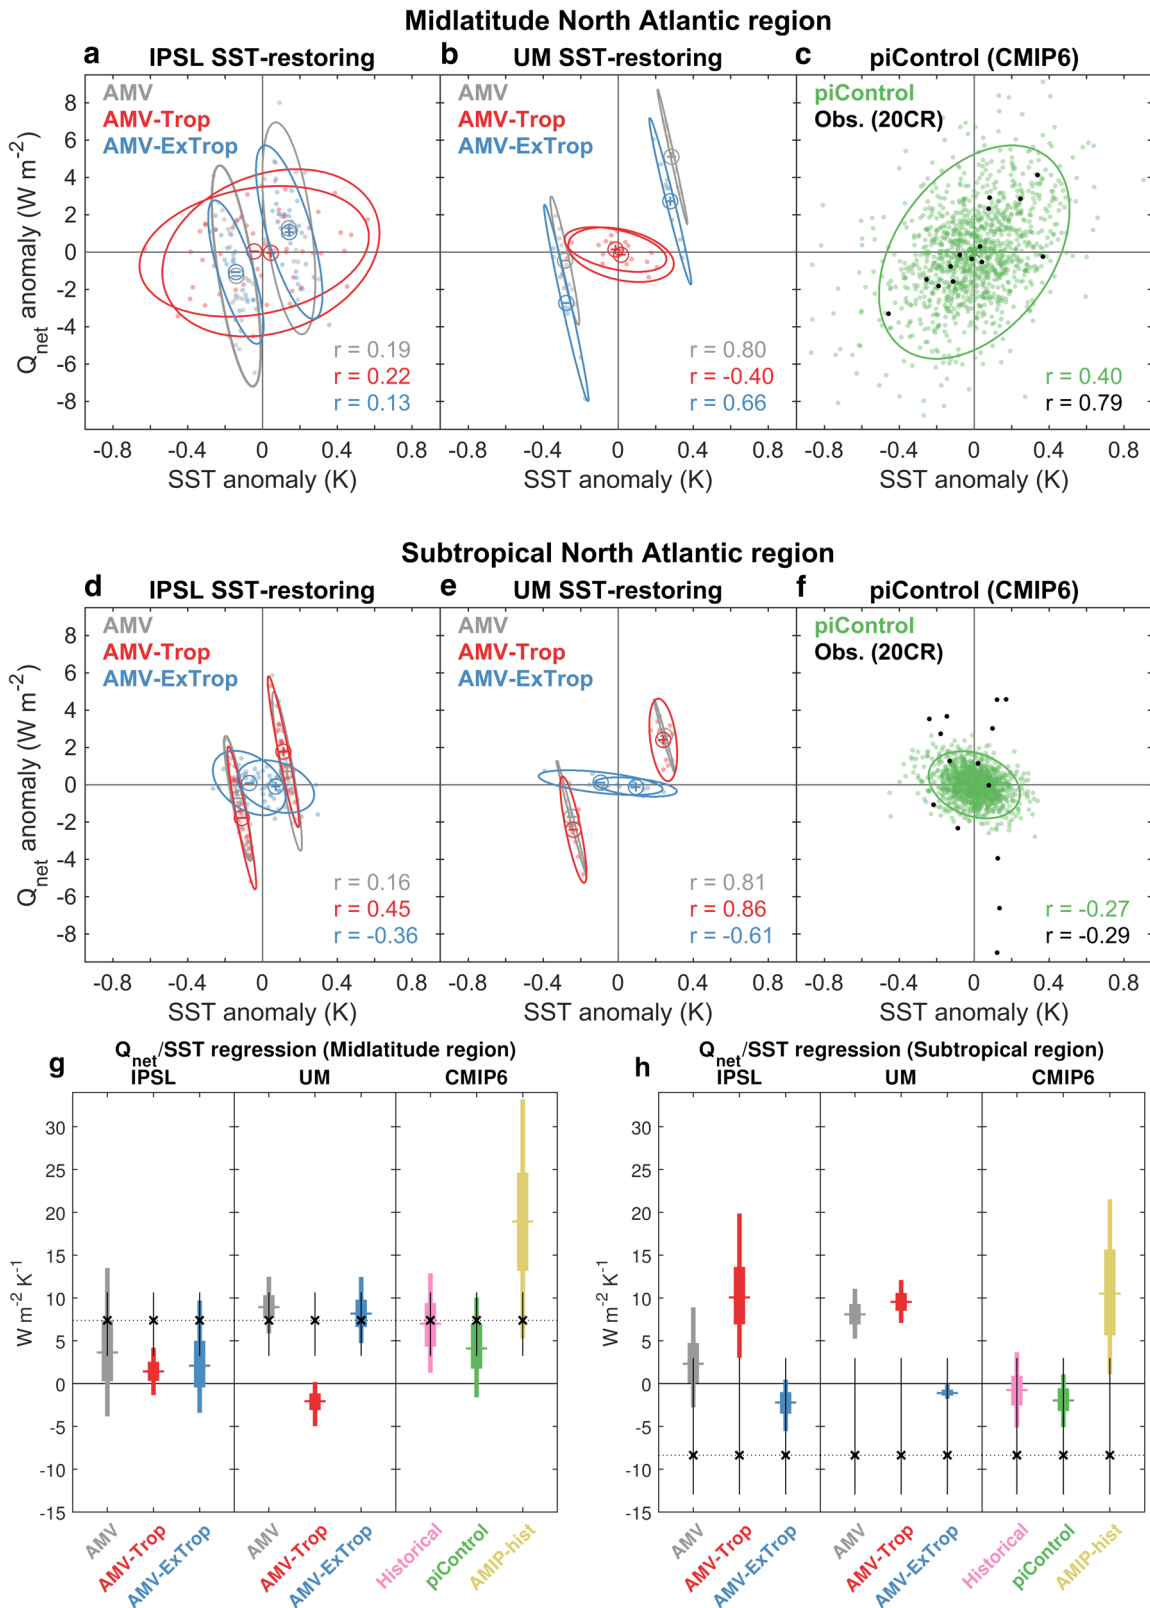 Midlatitude North Atlantic region
a IPSL SST-restoring
b UM SST-restoring
c piControl (CMIP6)
AMV
AMV-Trop
AMV-ExTrop
r = 0.19
r = 0.22
r = 0.13
AMV
AMV-Trop
AMV-ExTrop
r = 0.80
r = -0.40
r = 0.66
piControl
Obs. (20CR)
r = 0.40
r = 0.79
Qnet anomaly (W m-2)
8
6
4
2
0
-2
-4
-6
-8
-0.8 -0.4 0 0.4 0.8
-0.8 -0.4 0 0.4 0.8
-0.8 -0.4 0 0.4 0.8
SST anomaly (K)
SST anomaly (K)
SST anomaly (K)
Subtropical North Atlantic region
d IPSL SST-restoring
e UM SST-restoring
f piControl (CMIP6)
AMV
AMV-Trop
AMV-ExTrop
r = 0.16
r = 0.45
r = -0.36
AMV
AMV-Trop
AMV-ExTrop
r = 0.81
r = 0.86
r = -0.61
piControl
Obs. (20CR)
r = -0.27
r = -0.29
Qnet anomaly (W m-2)
8
6
4
2
0
-2
-4
-6
-8
-0.8 -0.4 0 0.4 0.8
-0.8 -0.4 0 0.4 0.8
-0.8 -0.4 0 0.4 0.8
SST anomaly (K)
SST anomaly (K)
SST anomaly (K)
g Qnet/SST regression (Midlatitude region)
IPSL UM CMIP6
W m-2 K-1
30
25
20
15
10
5
0
-5
-10
-15
AMV
AMV-Trop
AMV-ExTrop
AMV
AMV-Trop
AMV-ExTrop
Historical
piControl
AMIP-hist
h Qnet/SST regression (Subtropical region)
IPSL UM CMIP6
W m-2 K-1
30
25
20
15
10
5
0
-5
-10
-15
AMV
AMV-Trop
AMV-ExTrop
AMV
AMV-Trop
AMV-ExTrop
Historical
piControl
AMIP-hist